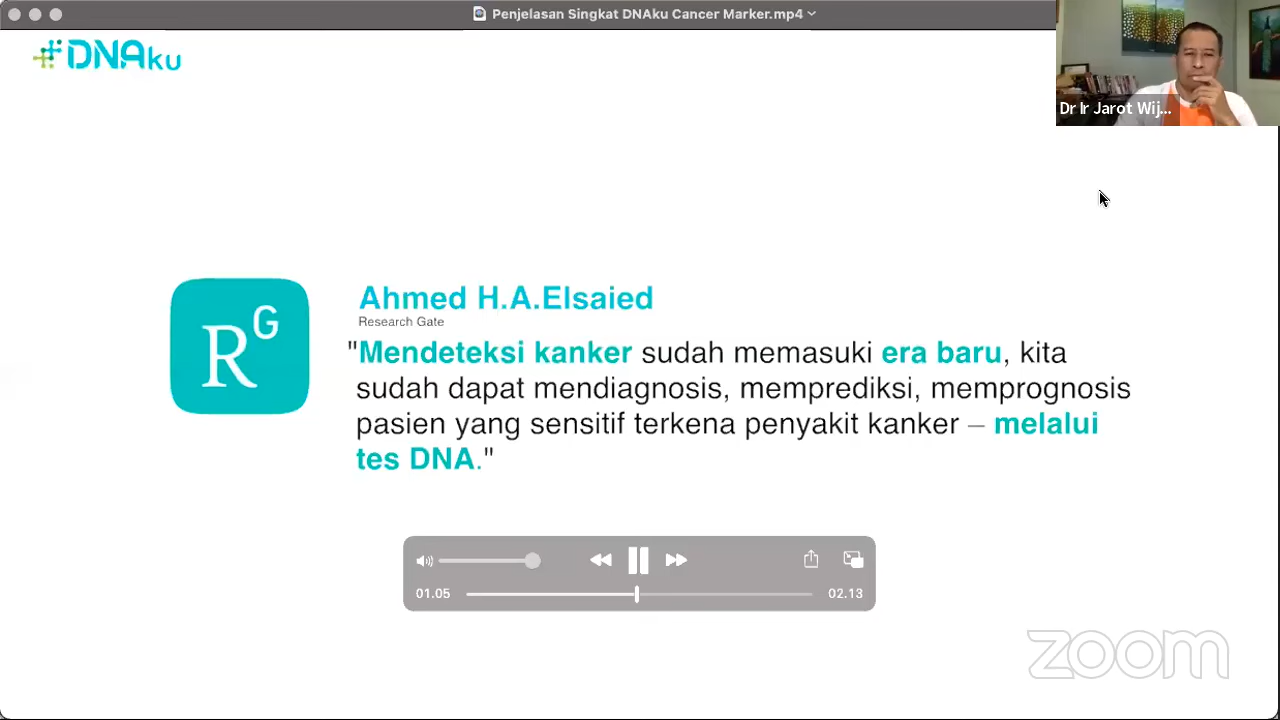 Penjelasan Singkat DNAku Cancer Marker.mp4
DNAku
Dr Ir Jarot Wij...
RG
Ahmed H.A.Elsaied
Research Gate
"Mendeteksi kanker sudah memasuki era baru, kita
sudah dapat mendiagnosis, memprediksi, memprognosis
pasien yang sensitif terkena penyakit kanker – melalui
tes DNA."
01.05
02.13
zoom